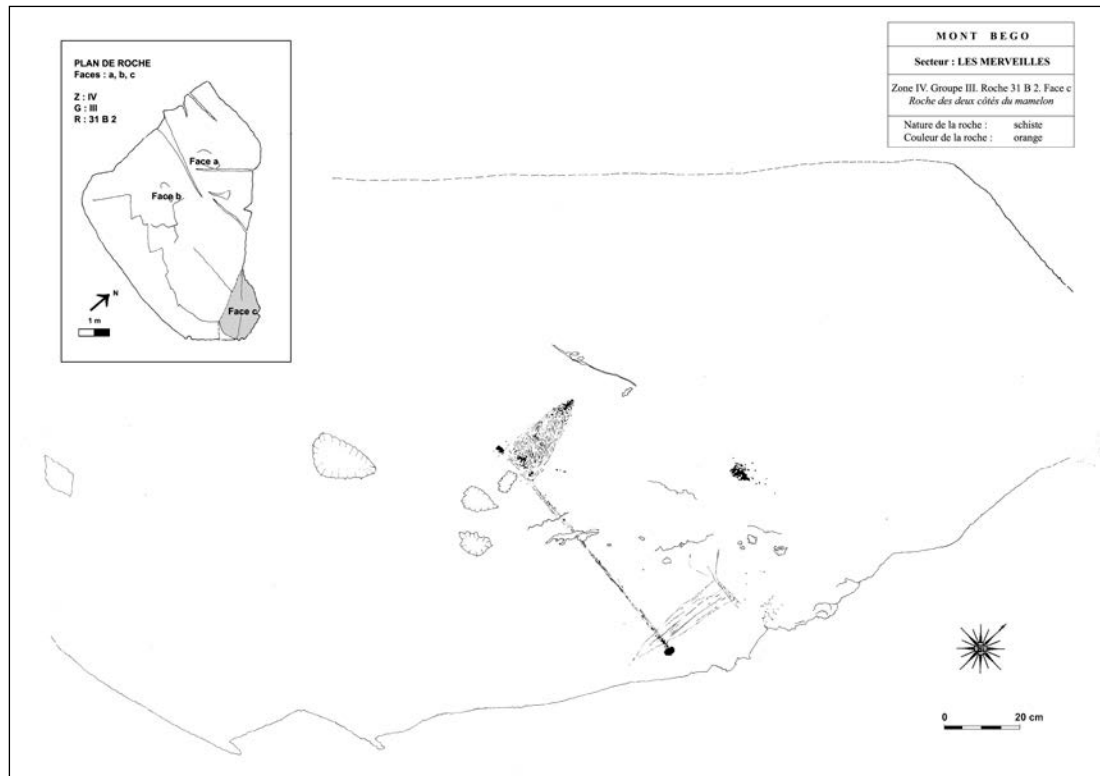 PLAN DE ROCHE
Faces : a, b, c
Z : IV
G : III
R : 31 B 2
Face a
Face b
Face c
N
1 m
MONT BEGO
Secteur : LES MERVEILLES
Zone IV. Groupe III. Roche 31 B 2. Face c
Roche des deux côtés du mamelon
Nature de la roche : schiste
Couleur de la roche : orange
0 20 cm